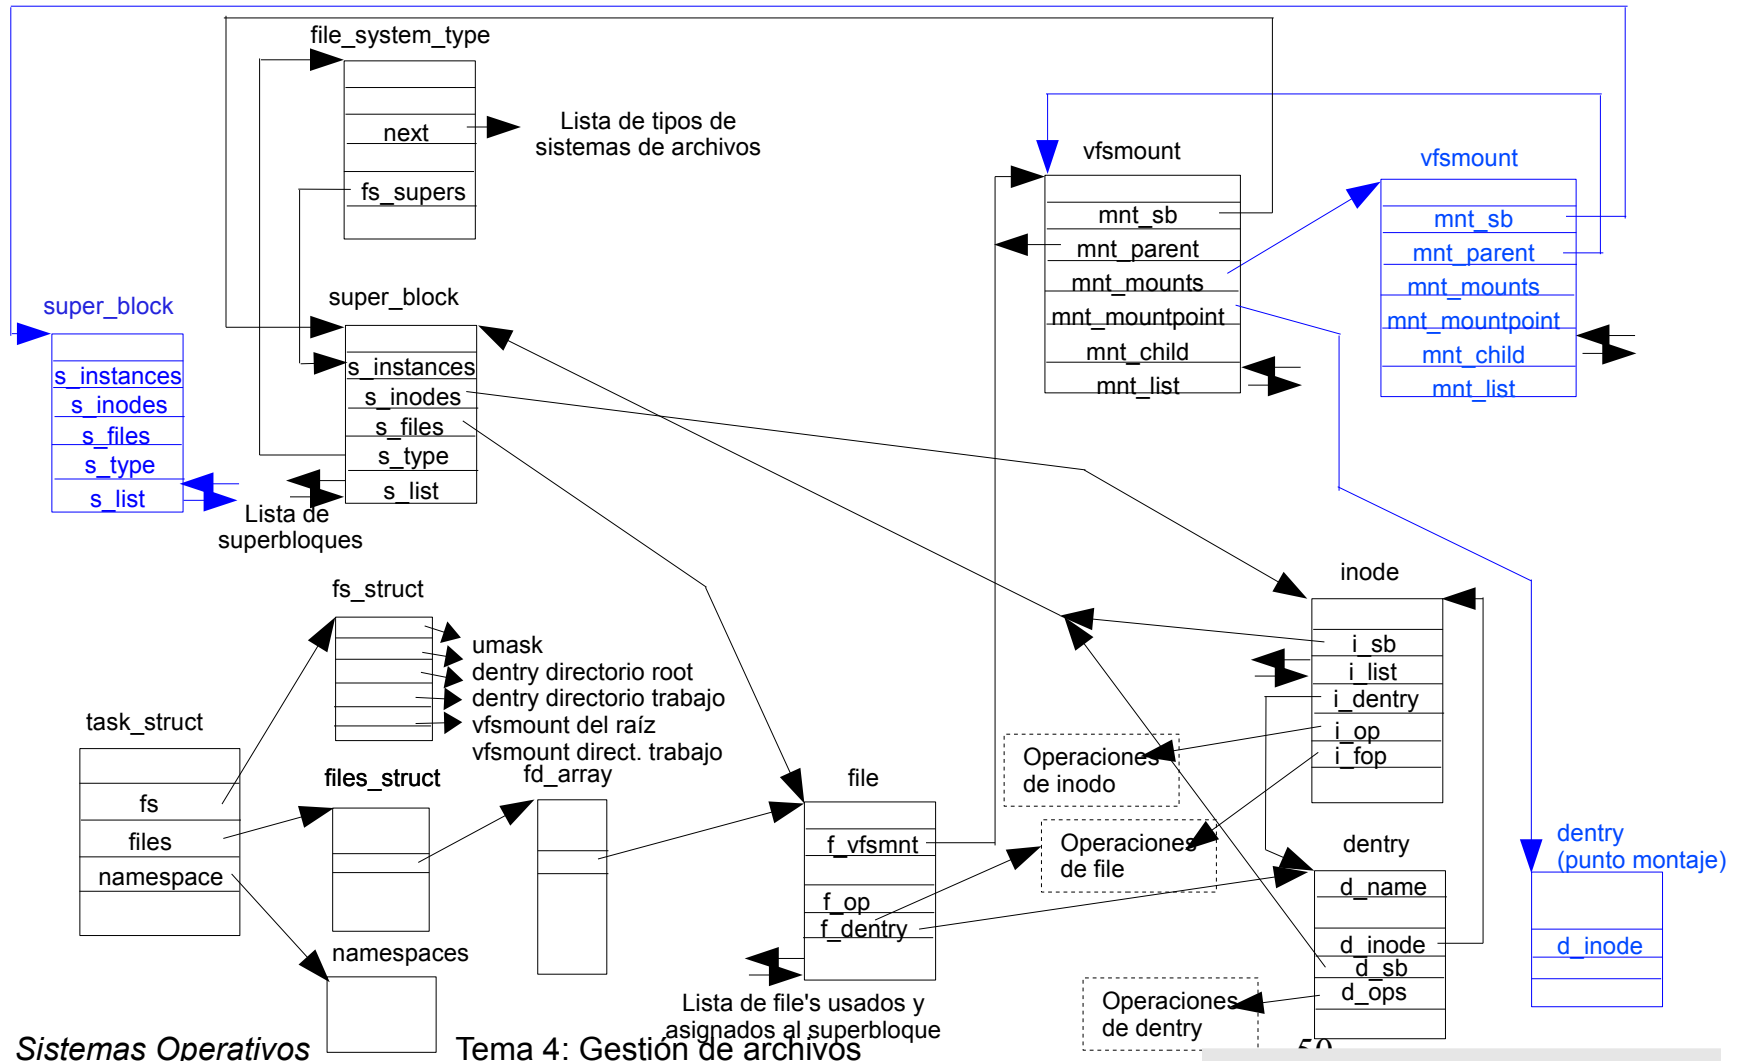 file_system_type
next
fs_supers
Lista de tipos de
sistemas de archivos
vfsmount
mnt_sb
mnt_parent
mnt_mounts
mnt_mountpoint
mnt_child
mnt_list
vfsmount
mnt_sb
mnt_parent
mnt_mounts
mnt_mountpoint
mnt_child
mnt_list
super_block
s_instances
s_inodes
s_files
s_type
s_list
super_block
s_instances
s_inodes
s_files
s_type
s_list
Lista de
superbloques
fs_struct
umask
dentry directorio root
dentry directorio trabajo
vfsmount del raíz
vfsmount direct. trabajo
task_struct
fs
files
namespace
files_struct
fd_array
namespaces
file
f_vfsmnt
f_op
f_dentry
Lista de file's usados y
asignados al superbloque
inode
i_sb
i_list
i_dentry
i_op
i_fop
Operaciones
de inodo
Operaciones
de file
dentry
d_name
d_inode
d_sb
d_ops
Operaciones
de dentry
dentry
(punto montaje)
d_inode
Sistemas Operativos
Tema 4: Gestión de archivos